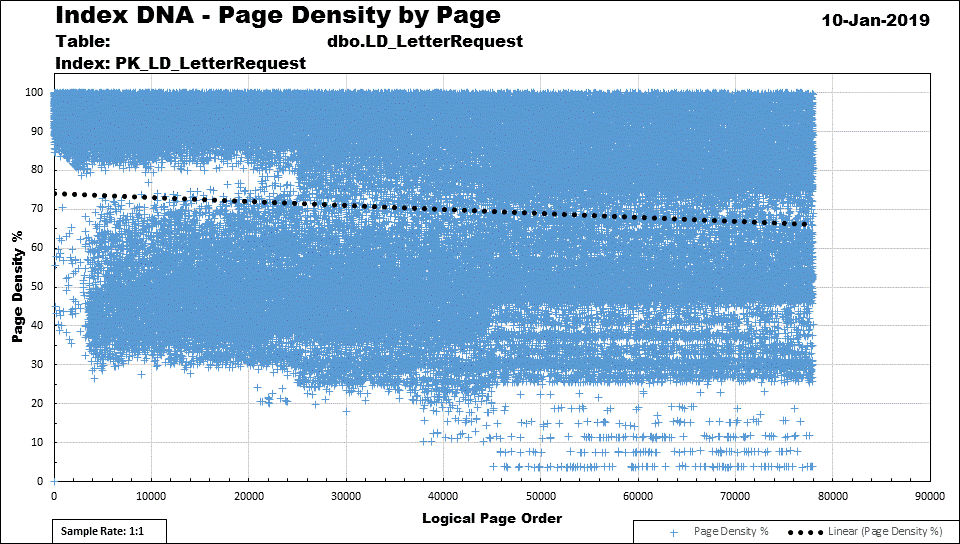 Index DNA - Page Density by Page
10-Jan-2019
Table: dbo.LD_LetterRequest
Index: PK_LD_LetterRequest
Page Density %
100
90
80
70
60
50
40
30
20
10
0
0 10000 20000 30000 40000 50000 60000 70000 80000 90000
Logical Page Order
Sample Rate: 1:1
Page Density % Linear (Page Density %)